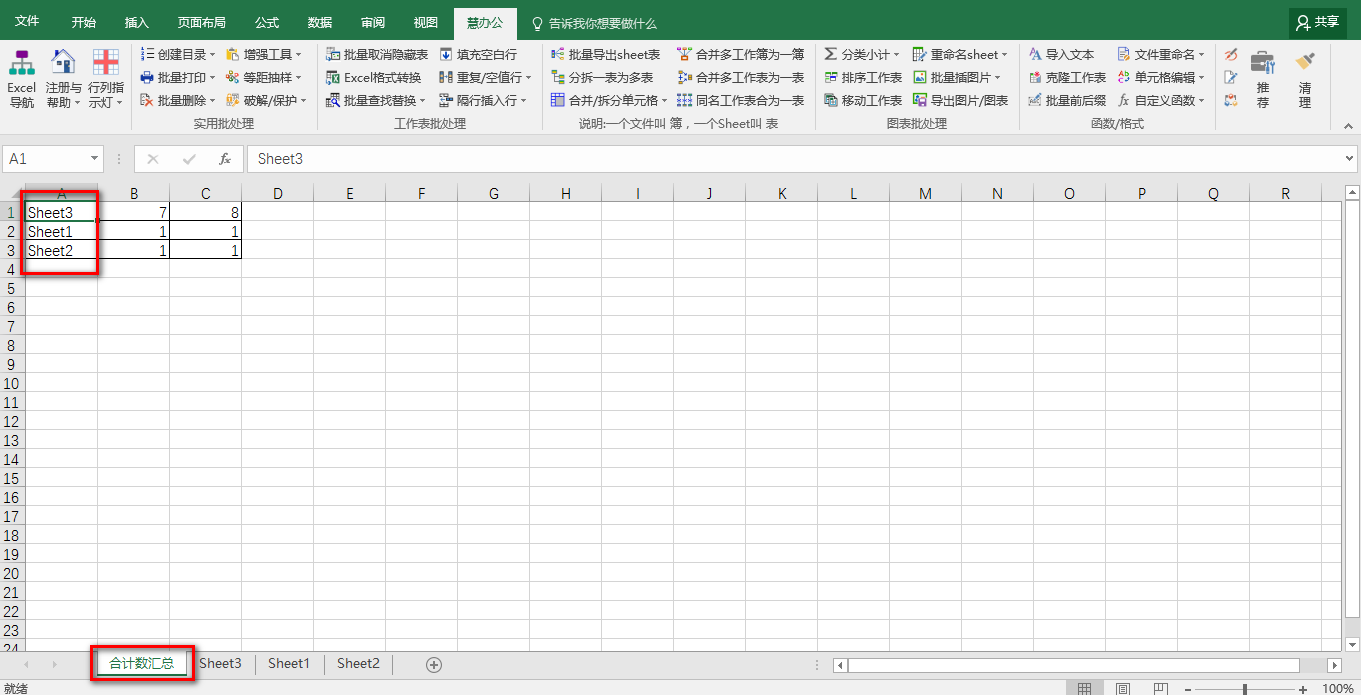 文件 开始 插入 页面布局 公式 数据 审阅 视图 慧办公 告诉我你想要做什么 共享
创建目录 增强工具 批量取消隐藏表 填充空白行 批量导出sheet表 合并多工作簿为一簿 分类小计 重命名sheet 导入文本 文件重命名
Excel 导航 注册与 帮助 行列指 示灯 批量打印 等距抽样 Excel格式转换 重复/空值行 分拆一表为多表 合并多工作表为一表 排序工作表 批量插图片 克隆工作表 单元格编辑 推荐 清理
批量删除 破解/保护 批量查找替换 隔行插入行 合并/拆分单元格 同名工作表合为一表 移动工作表 导出图片/图表 批量前后缀 fx 自定义函数
实用批处理 工作表批处理 说明:一个文件叫 簿，一个Sheet叫 表 图表批处理 函数/格式
A1 fx Sheet3
A B C D E F G H I J K L M N O P Q R
1 Sheet3 7 8
2 Sheet1 1 1
3 Sheet2 1 1
4
5
6
7
8
9
10
11
12
13
14
15
16
17
18
19
20
21
22
23
24
合计数汇总 Sheet3 Sheet1 Sheet2
就绪 100%